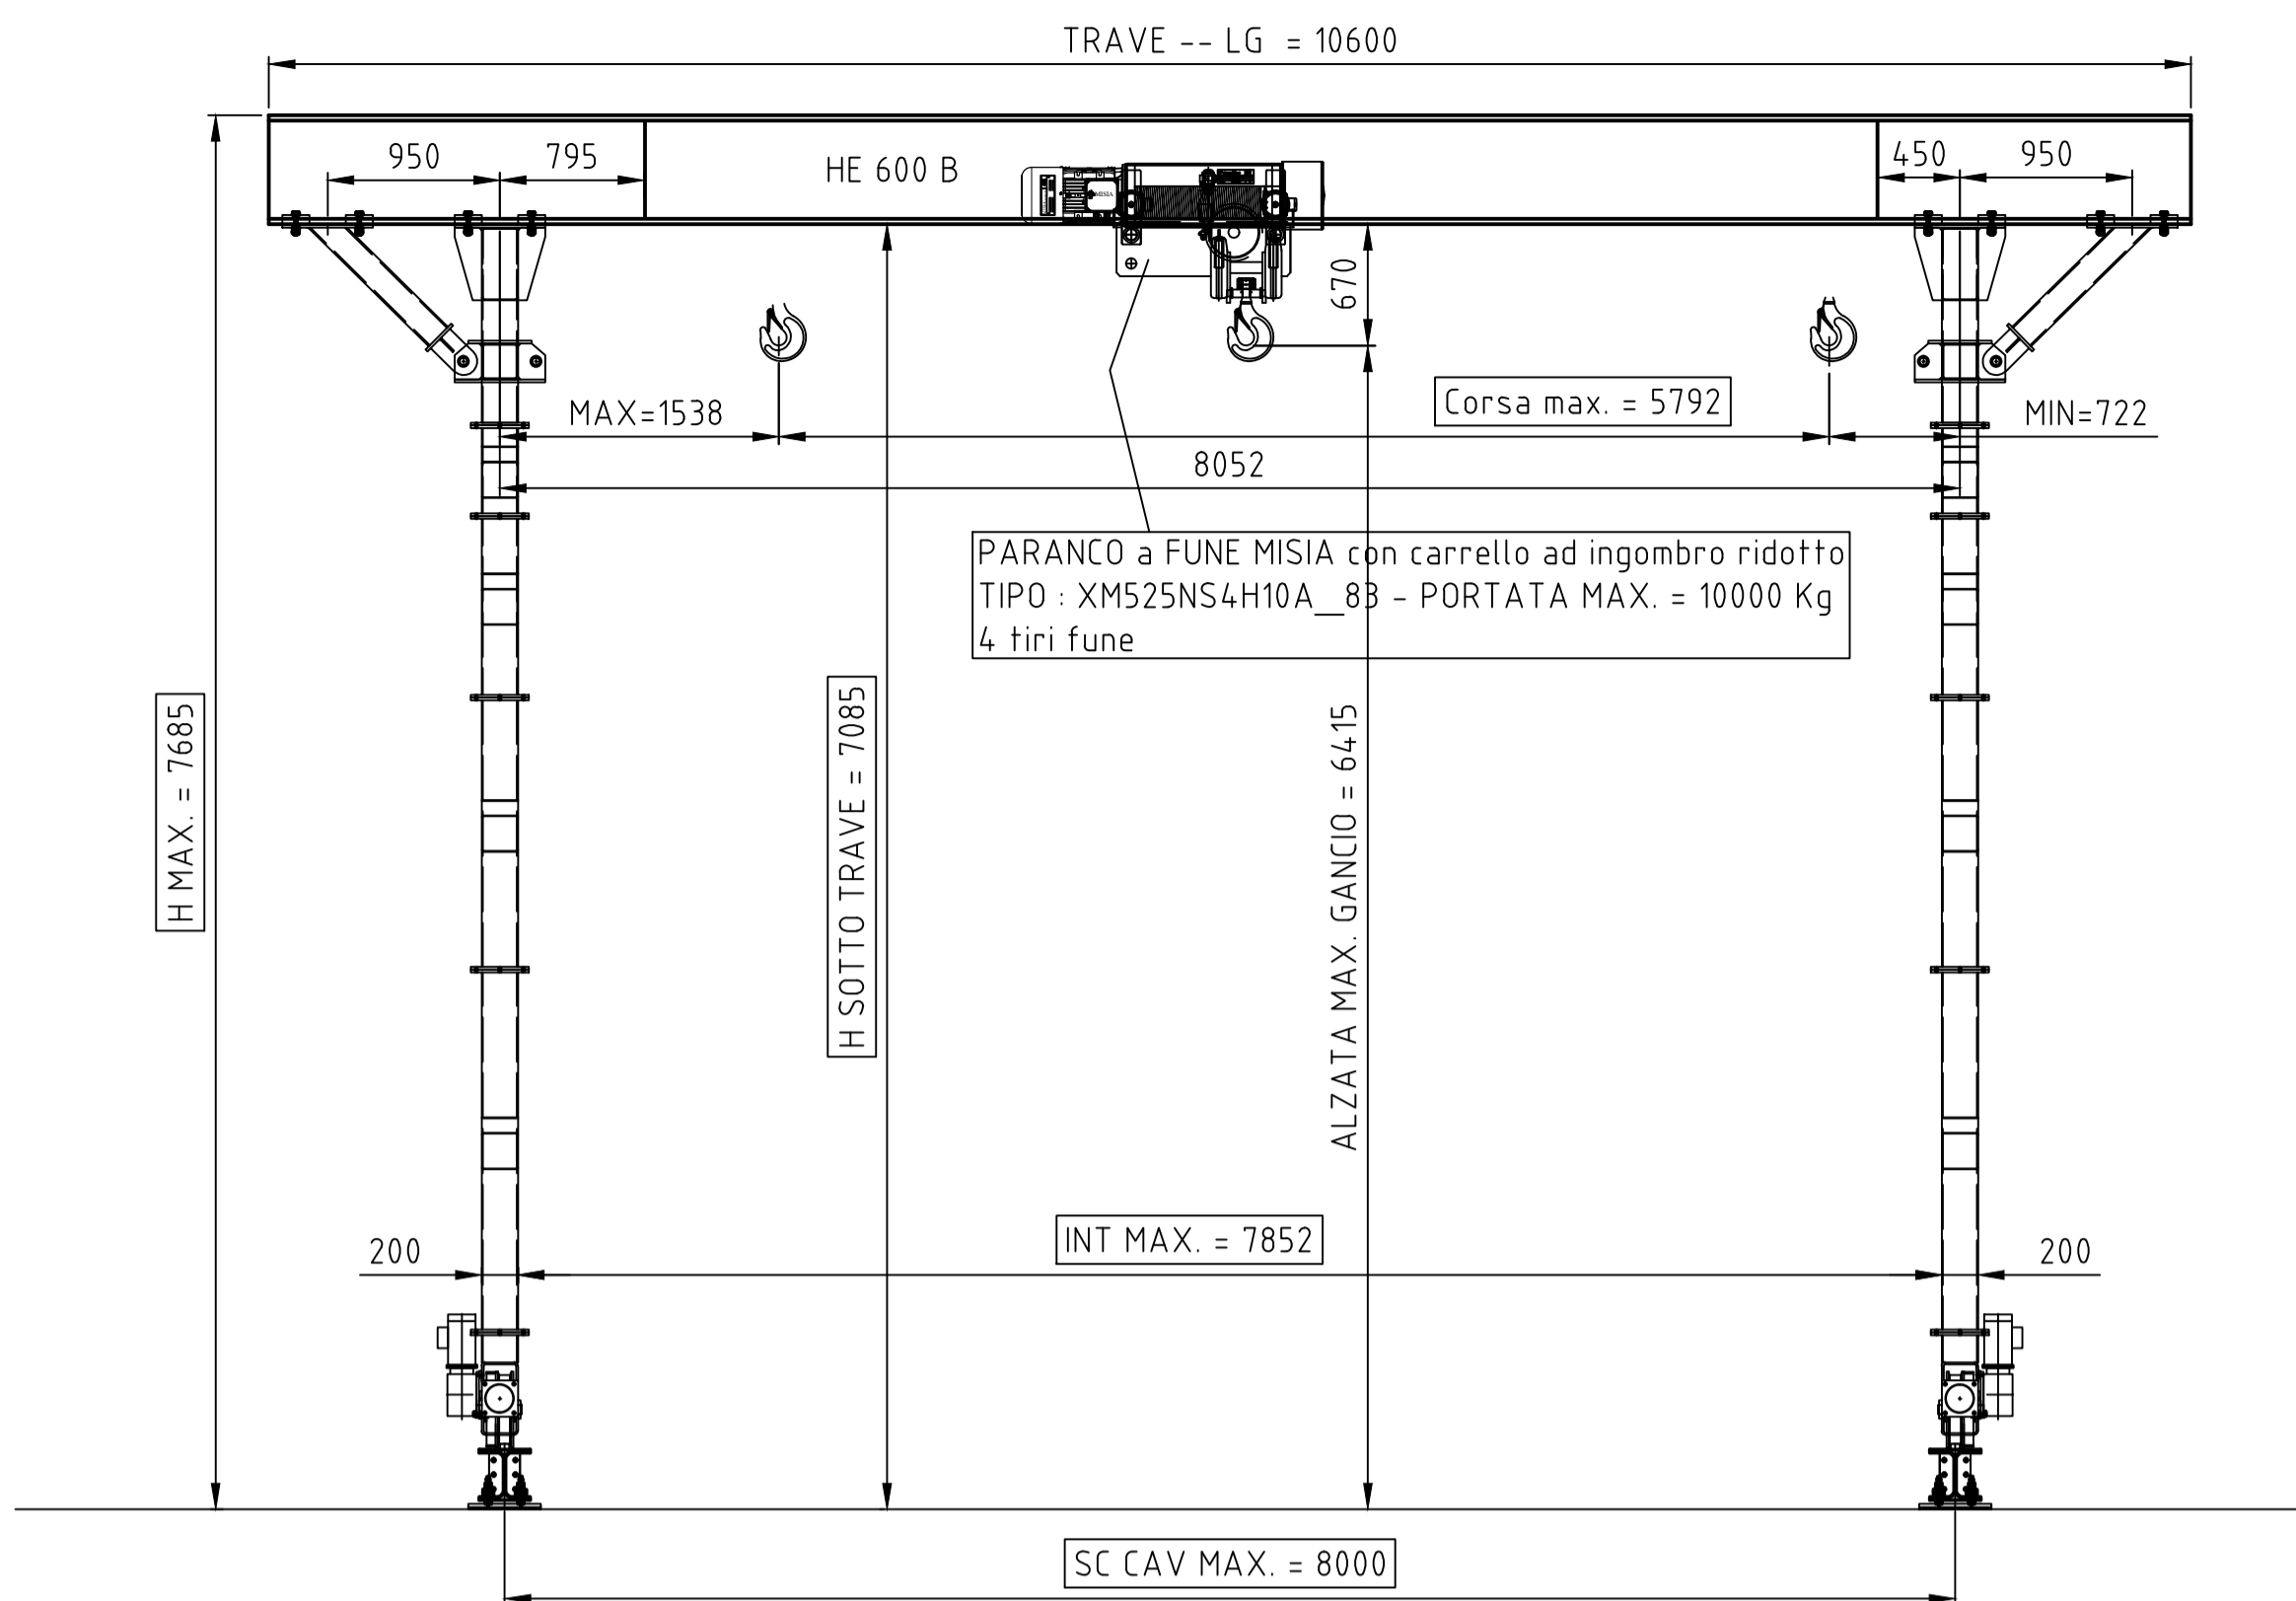 TRAVE -- LG = 10600
950
795
HE 600 B
MISIA
450
950
670
MAX=1538
Corsa max. = 5792
MIN=722
8052
PARANCO a FUNE MISIA con carrello ad ingombro ridotto
TIPO : XM525NS4H10A__83 - PORTATA MAX. = 10000 Kg
4 tiri fune
H MAX. = 7685
H SOTTO TRAVE = 7085
ALZATA MAX. GANCIO = 6415
200
INT MAX. = 7852
200
SC CAV MAX. = 8000